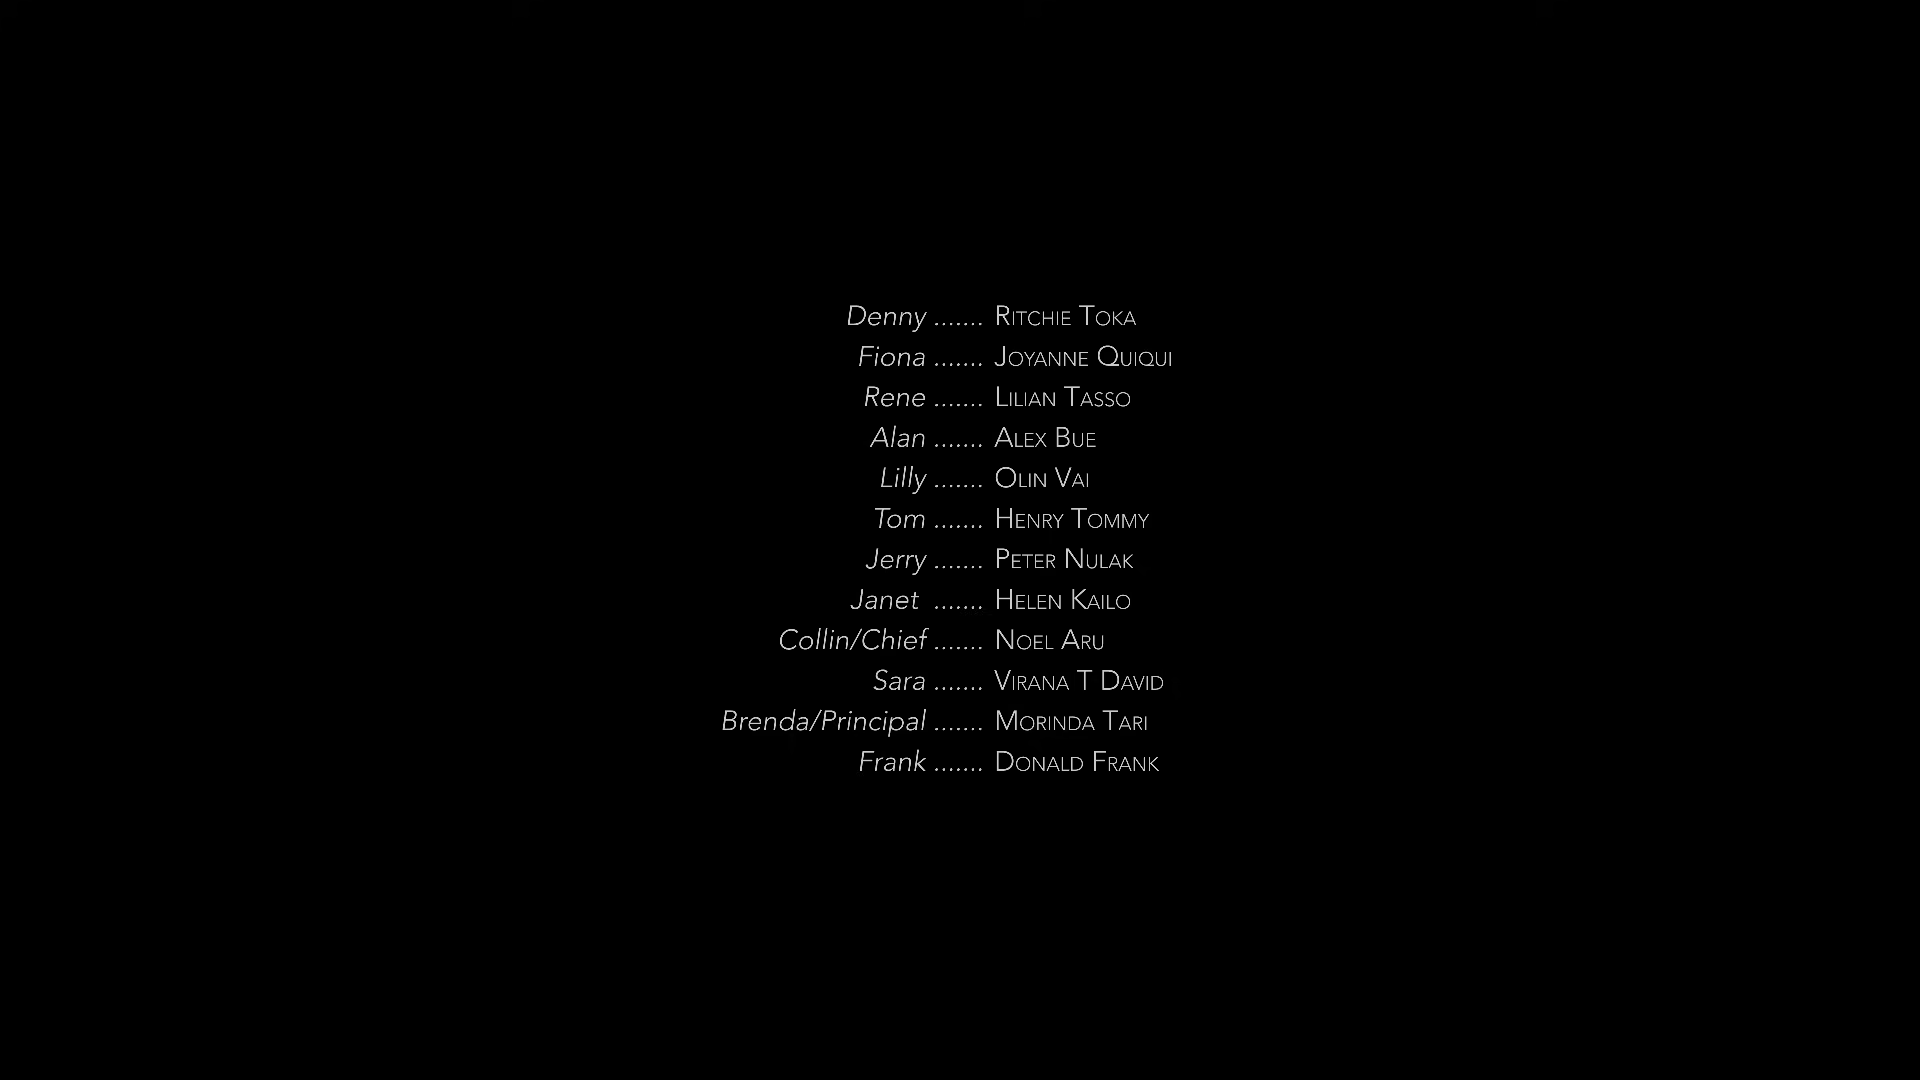 Denny ....... Ritchie Toka
Fiona ....... Joyanne Quiqui
Rene ....... Lilian Tasso
Alan ....... Alex Bue
Lilly ....... Olin Vai
Tom ....... Henry Tommy
Jerry ....... Peter Nulak
Janet ....... Helen Kailo
Collin/Chief ....... Noel Aru
Sara ....... Virana T David
Brenda/Principal ....... Morinda Tari
Frank ....... Donald Frank